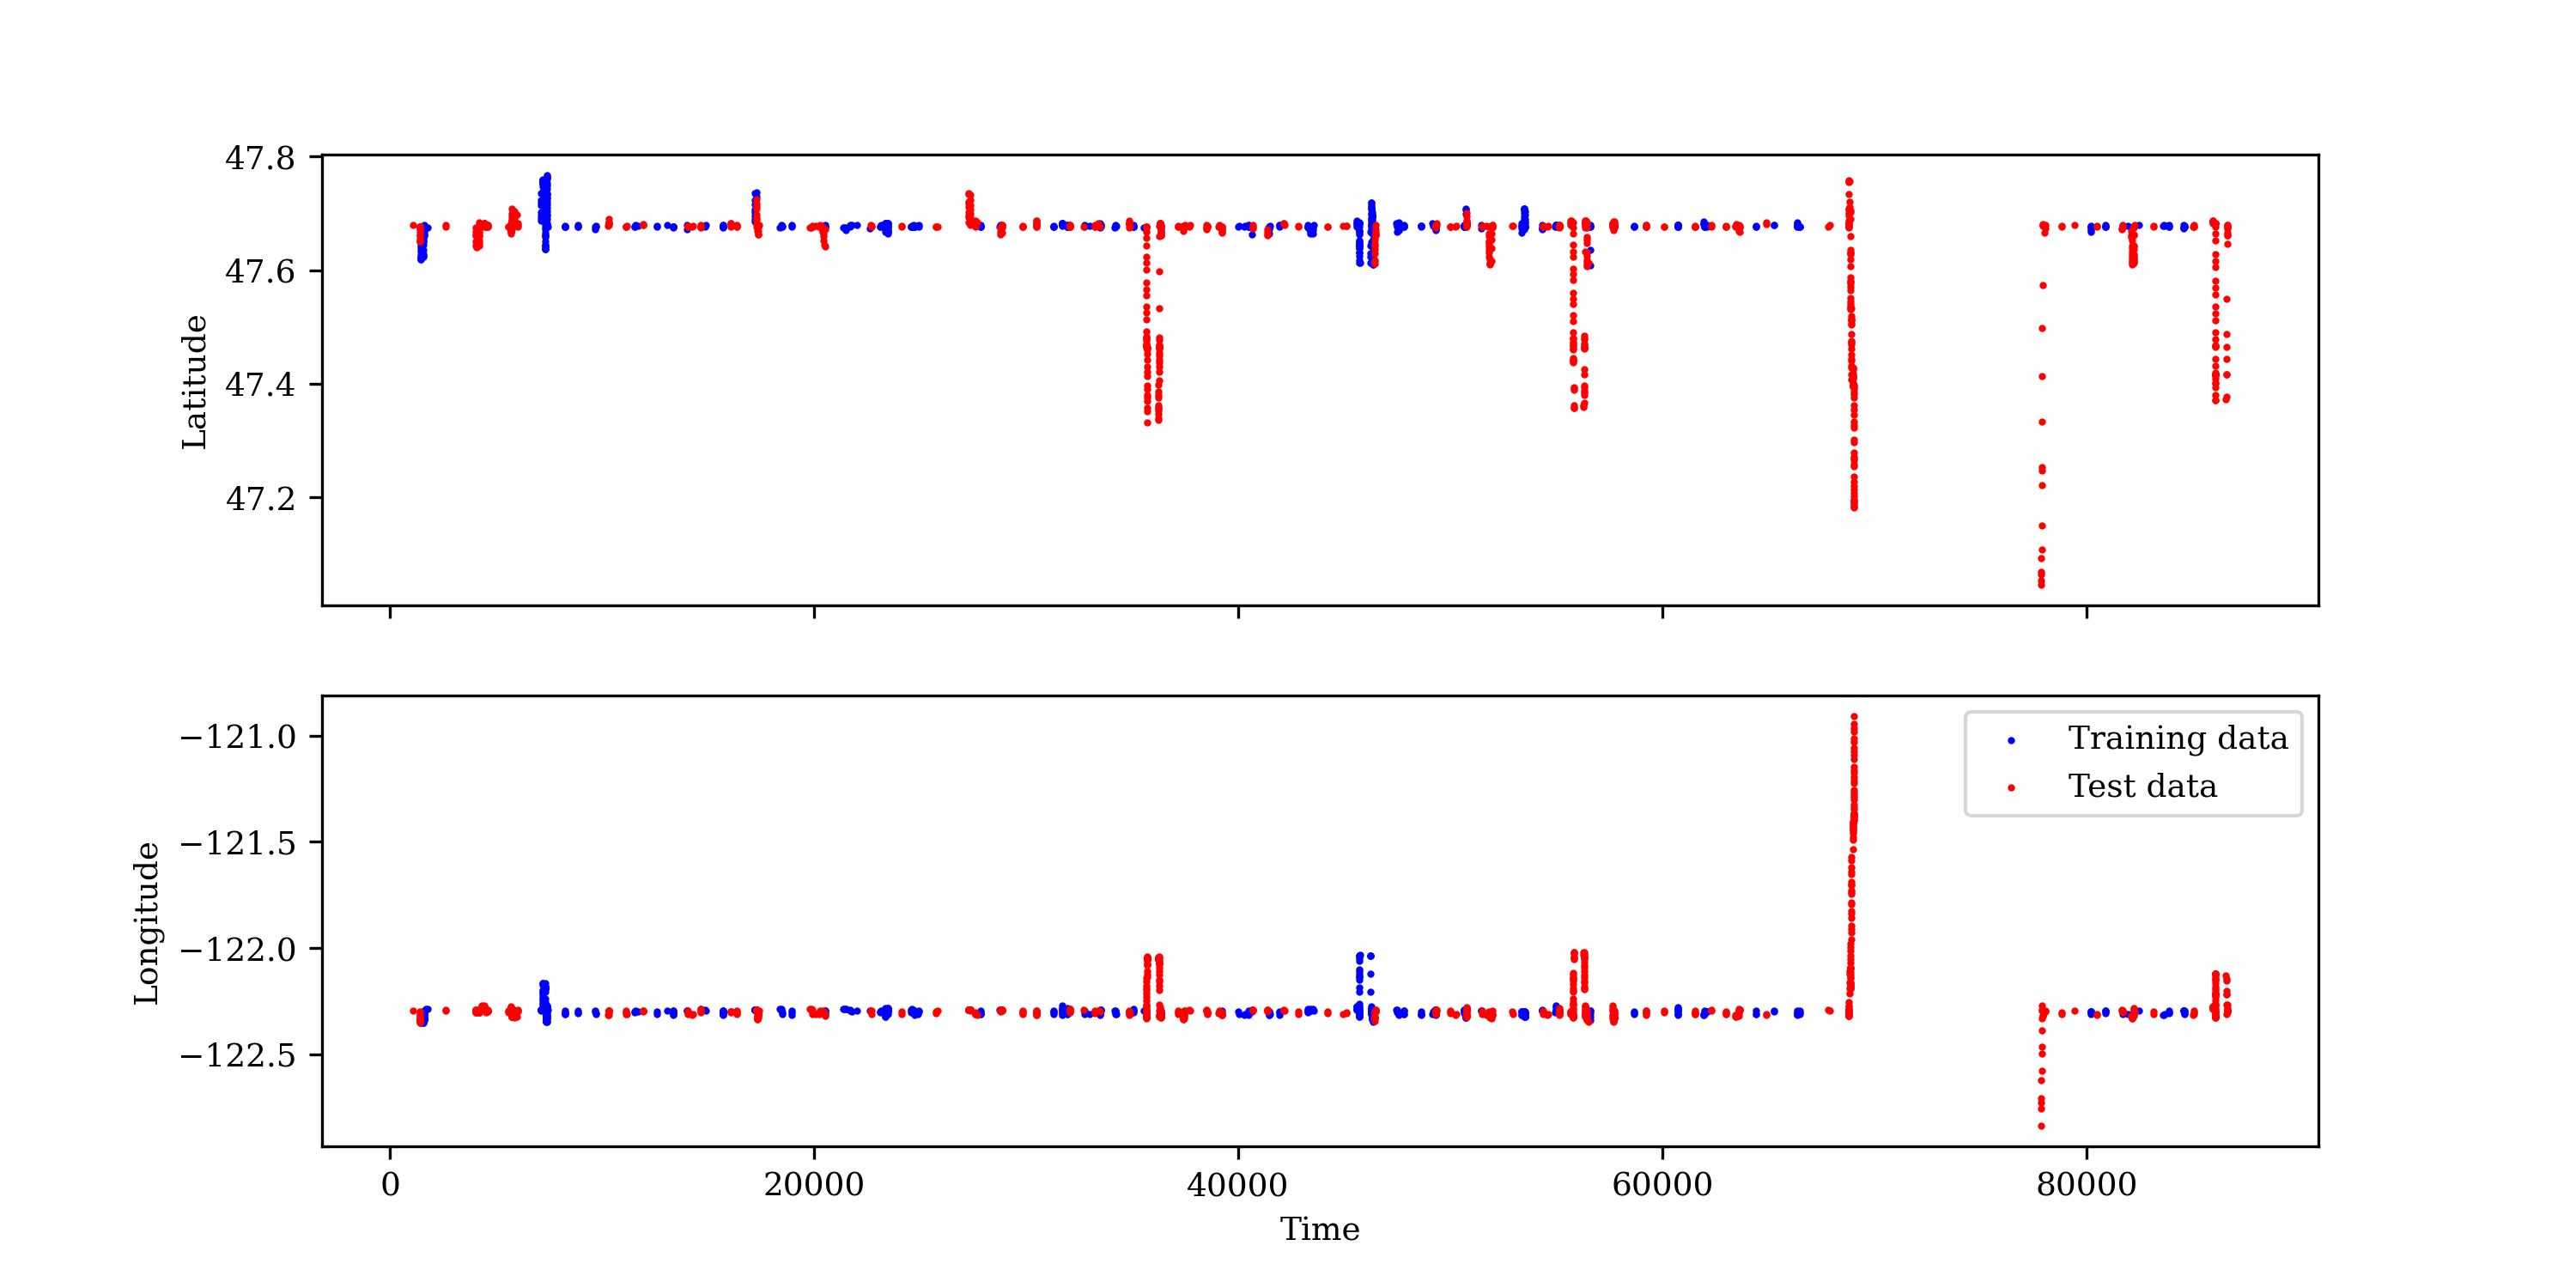 47.8
47.6
47.4
47.2
Latitude
−121.0
−121.5
−122.0
−122.5
Longitude
Training data
Test data
0 20000 40000 60000 80000
Time